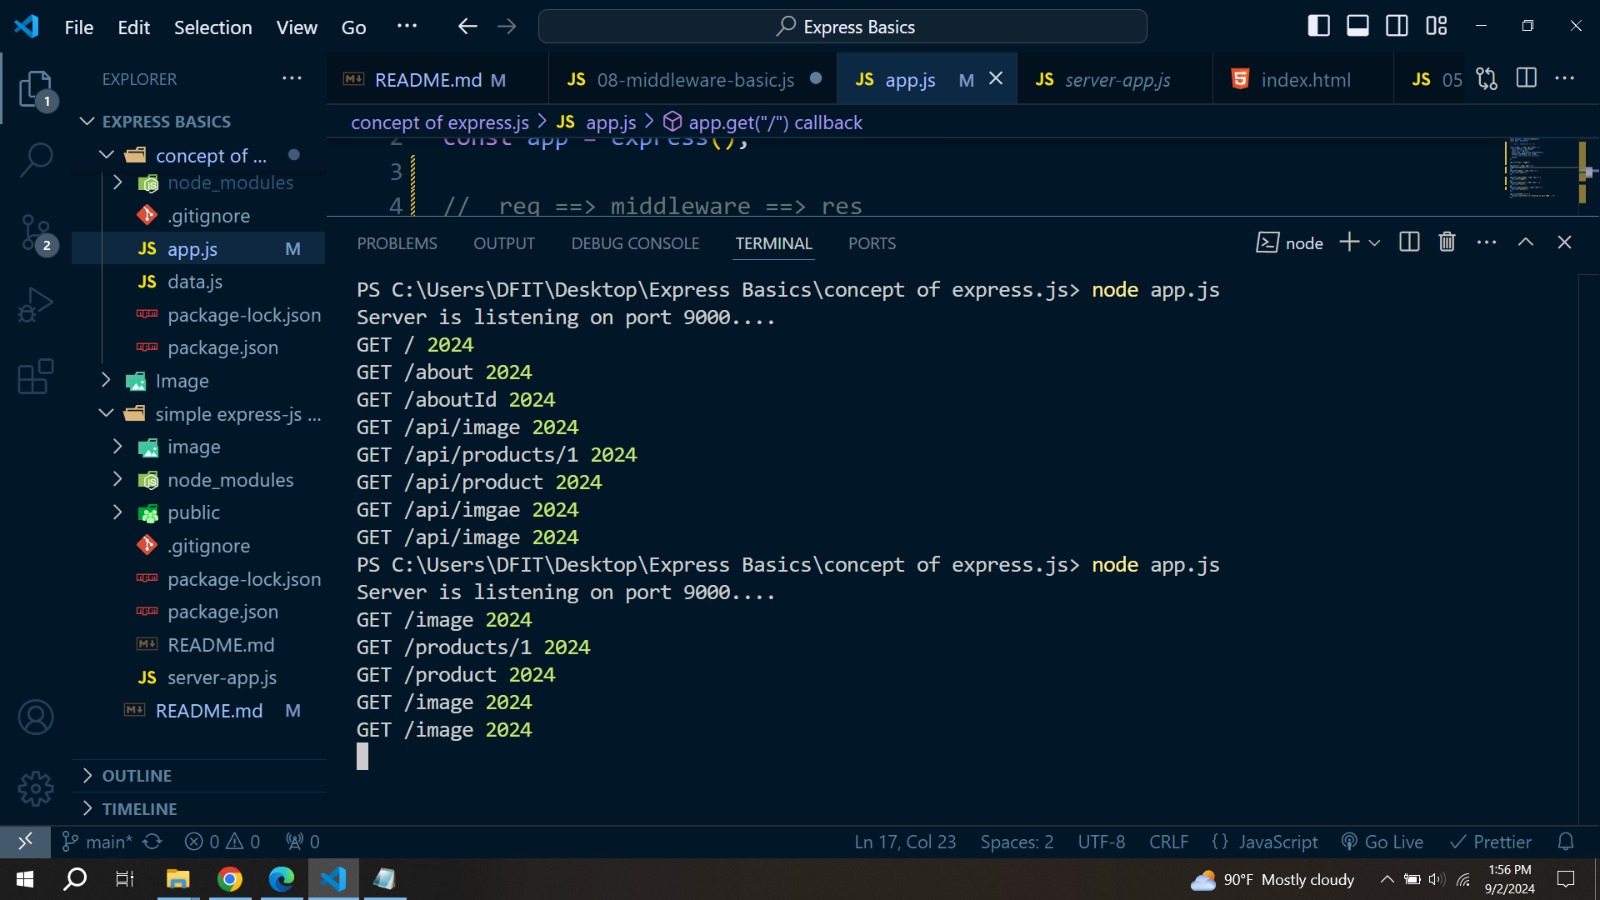 File Edit Selection View Go ··· Express Basics
EXPLORER ···
README.md M
JS 08-middleware-basic.js
JS app.js M
JS server-app.js
index.html
JS 05 ···
concept of express.js > JS app.js > app.get("/") callback
EXPRESS BASICS
concept of ...
node_modules
.gitignore
JS app.js M
JS data.js
package-lock.json
package.json
Image
simple express-js ...
image
node_modules
public
.gitignore
package-lock.json
package.json
README.md
JS server-app.js
README.md M
OUTLINE
TIMELINE
1
2
2 const app = express();
3
4 // req ==> middleware ==> res
PROBLEMS OUTPUT DEBUG CONSOLE TERMINAL PORTS node ···
PS C:\Users\DFIT\Desktop\Express Basics\concept of express.js> node app.js
Server is listening on port 9000....
GET / 2024
GET /about 2024
GET /aboutId 2024
GET /api/image 2024
GET /api/products/1 2024
GET /api/product 2024
GET /api/imgae 2024
GET /api/image 2024
PS C:\Users\DFIT\Desktop\Express Basics\concept of express.js> node app.js
Server is listening on port 9000....
GET /image 2024
GET /products/1 2024
GET /product 2024
GET /image 2024
GET /image 2024
main* 0 0 0 Ln 17, Col 23 Spaces: 2 UTF-8 CRLF {} JavaScript Go Live Prettier
90°F Mostly cloudy
1:56 PM
9/2/2024